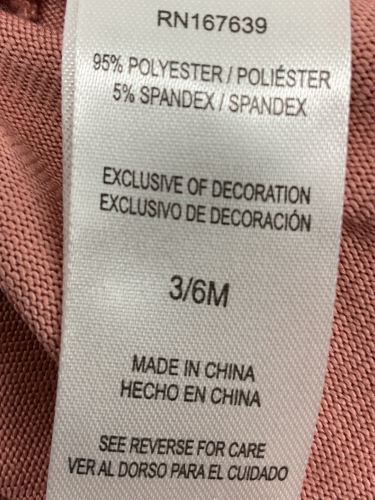 RN167639
95% POLYESTER / POLIÉSTER
5% SPANDEX / SPANDEX
EXCLUSIVE OF DECORATION
EXCLUSIVO DE DECORACIÓN
3/6M
MADE IN CHINA
HECHO EN CHINA
SEE REVERSE FOR CARE
VER AL DORSO PARA EL CUIDADO